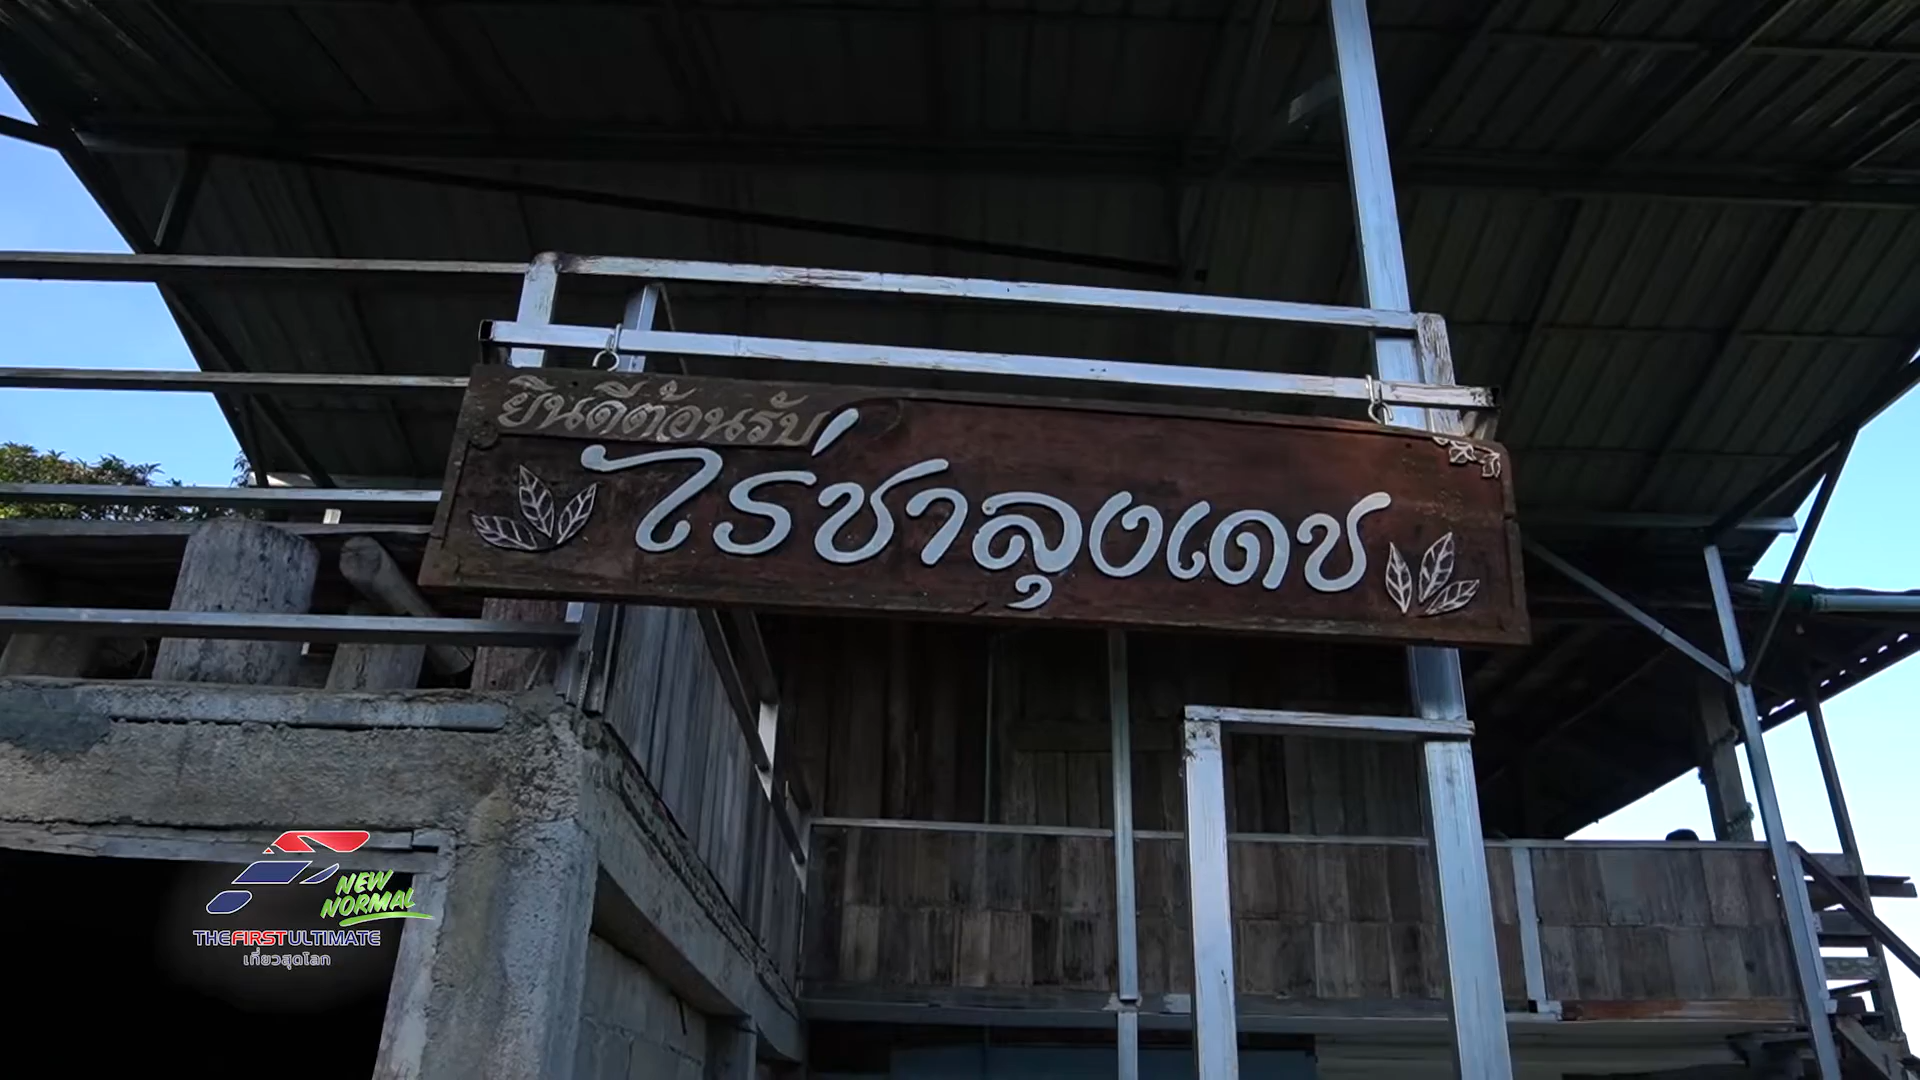 ยินดีต้อนรับ
ไร่ชาลุงเดช
NEW
NORMAL
THEFIRSTULTIMATE
เที่ยวสุดโลก